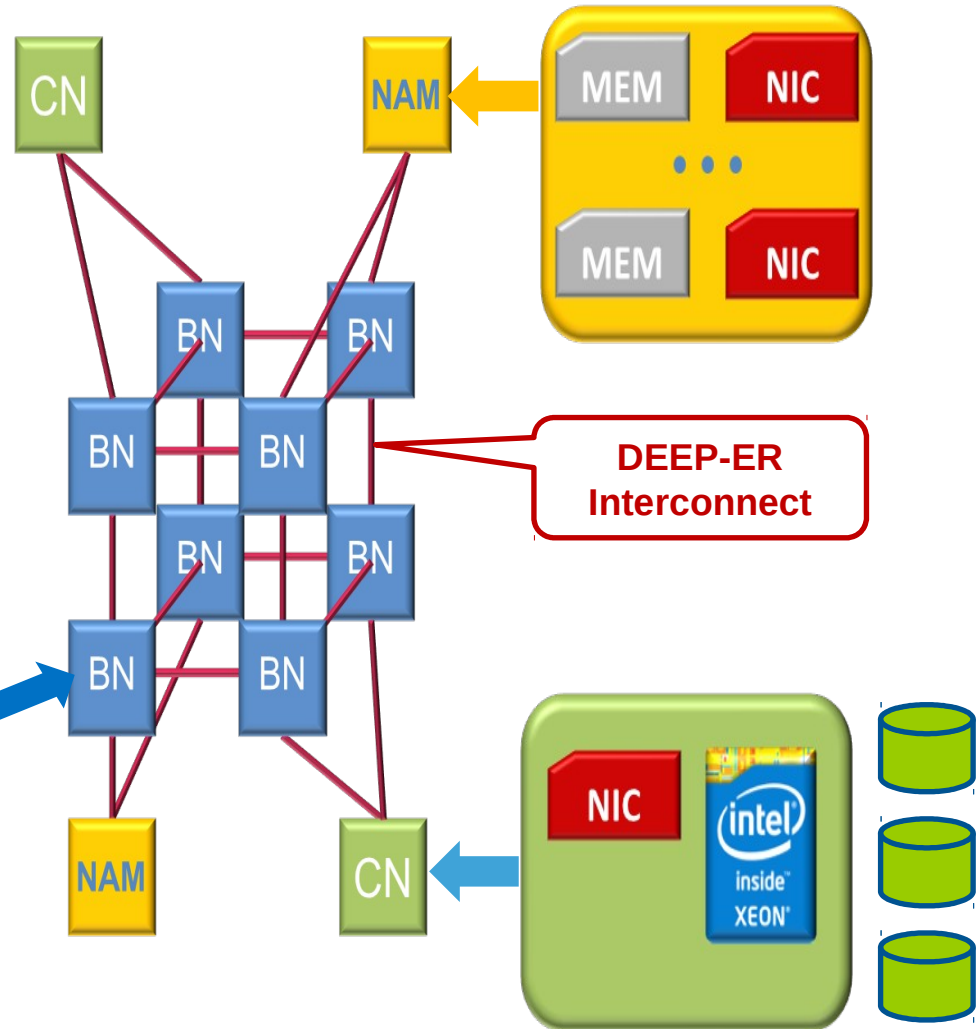 CN
NAM
MEM
NIC
MEM
NIC
BN
BN
BN
BN
DEEP-ER
Interconnect
BN
BN
BN
BN
NAM
CN
NIC
intel®
inside™
XEON®